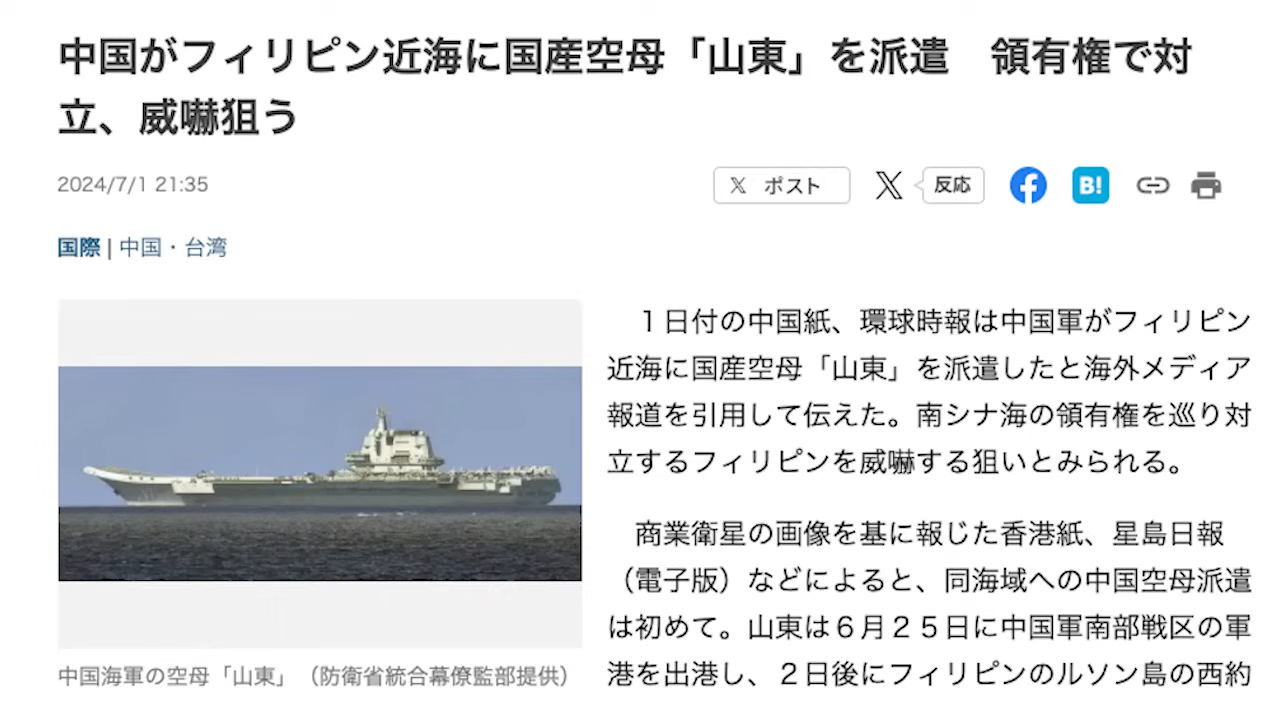 中国がフィリピン近海に国産空母「山東」を派遣　領有権で対
立、威嚇狙う
2024/7/1 21:35
X ポスト
X 反応
B!
国際 | 中国・台湾
１日付の中国紙、環球時報は中国軍がフィリピン
近海に国産空母「山東」を派遣したと海外メディア
報道を引用して伝えた。南シナ海の領有権を巡り対
立するフィリピンを威嚇する狙いとみられる。
商業衛星の画像を基に報じた香港紙、星島日報
（電子版）などによると、同海域への中国空母派遣
は初めて。山東は６月２５日に中国軍南部戦区の軍
港を出港し、２日後にフィリピンのルソン島の西約
中国海軍の空母「山東」（防衛省統合幕僚監部提供）